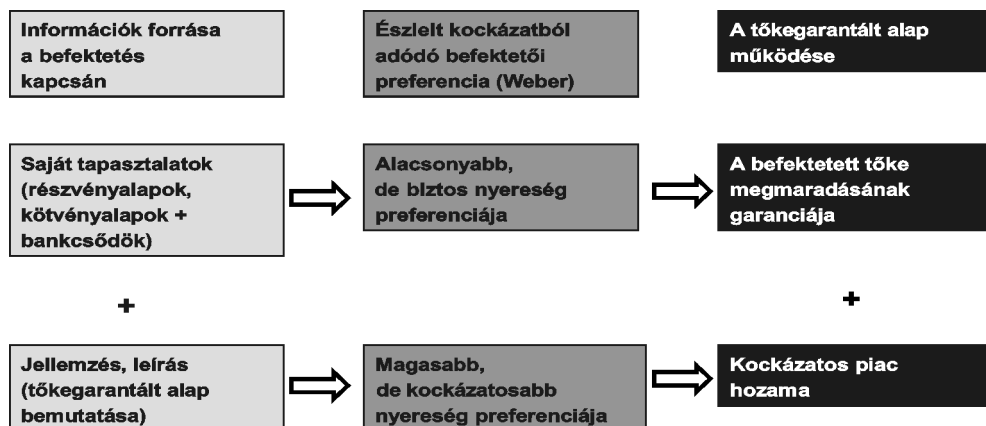 Információk forrása
a befektetés
kapcsán
Észlelt kockázatból
adódó befektetői
preferencia (Weber)
A tőkegarantált alap
működése
Saját tapasztalatok
(részvényalapok,
kötvényalapok +
bankcsődök)
Alacsonyabb,
de biztos nyereség
preferenciája
A befektetett tőke
megmaradásának
garanciája
+
+
Jellemzés, leírás
(tőkegarantált alap
bemutatása)
Magasabb,
de kockázatosabb
nyereség preferenciája
Kockázatos piac
hozama